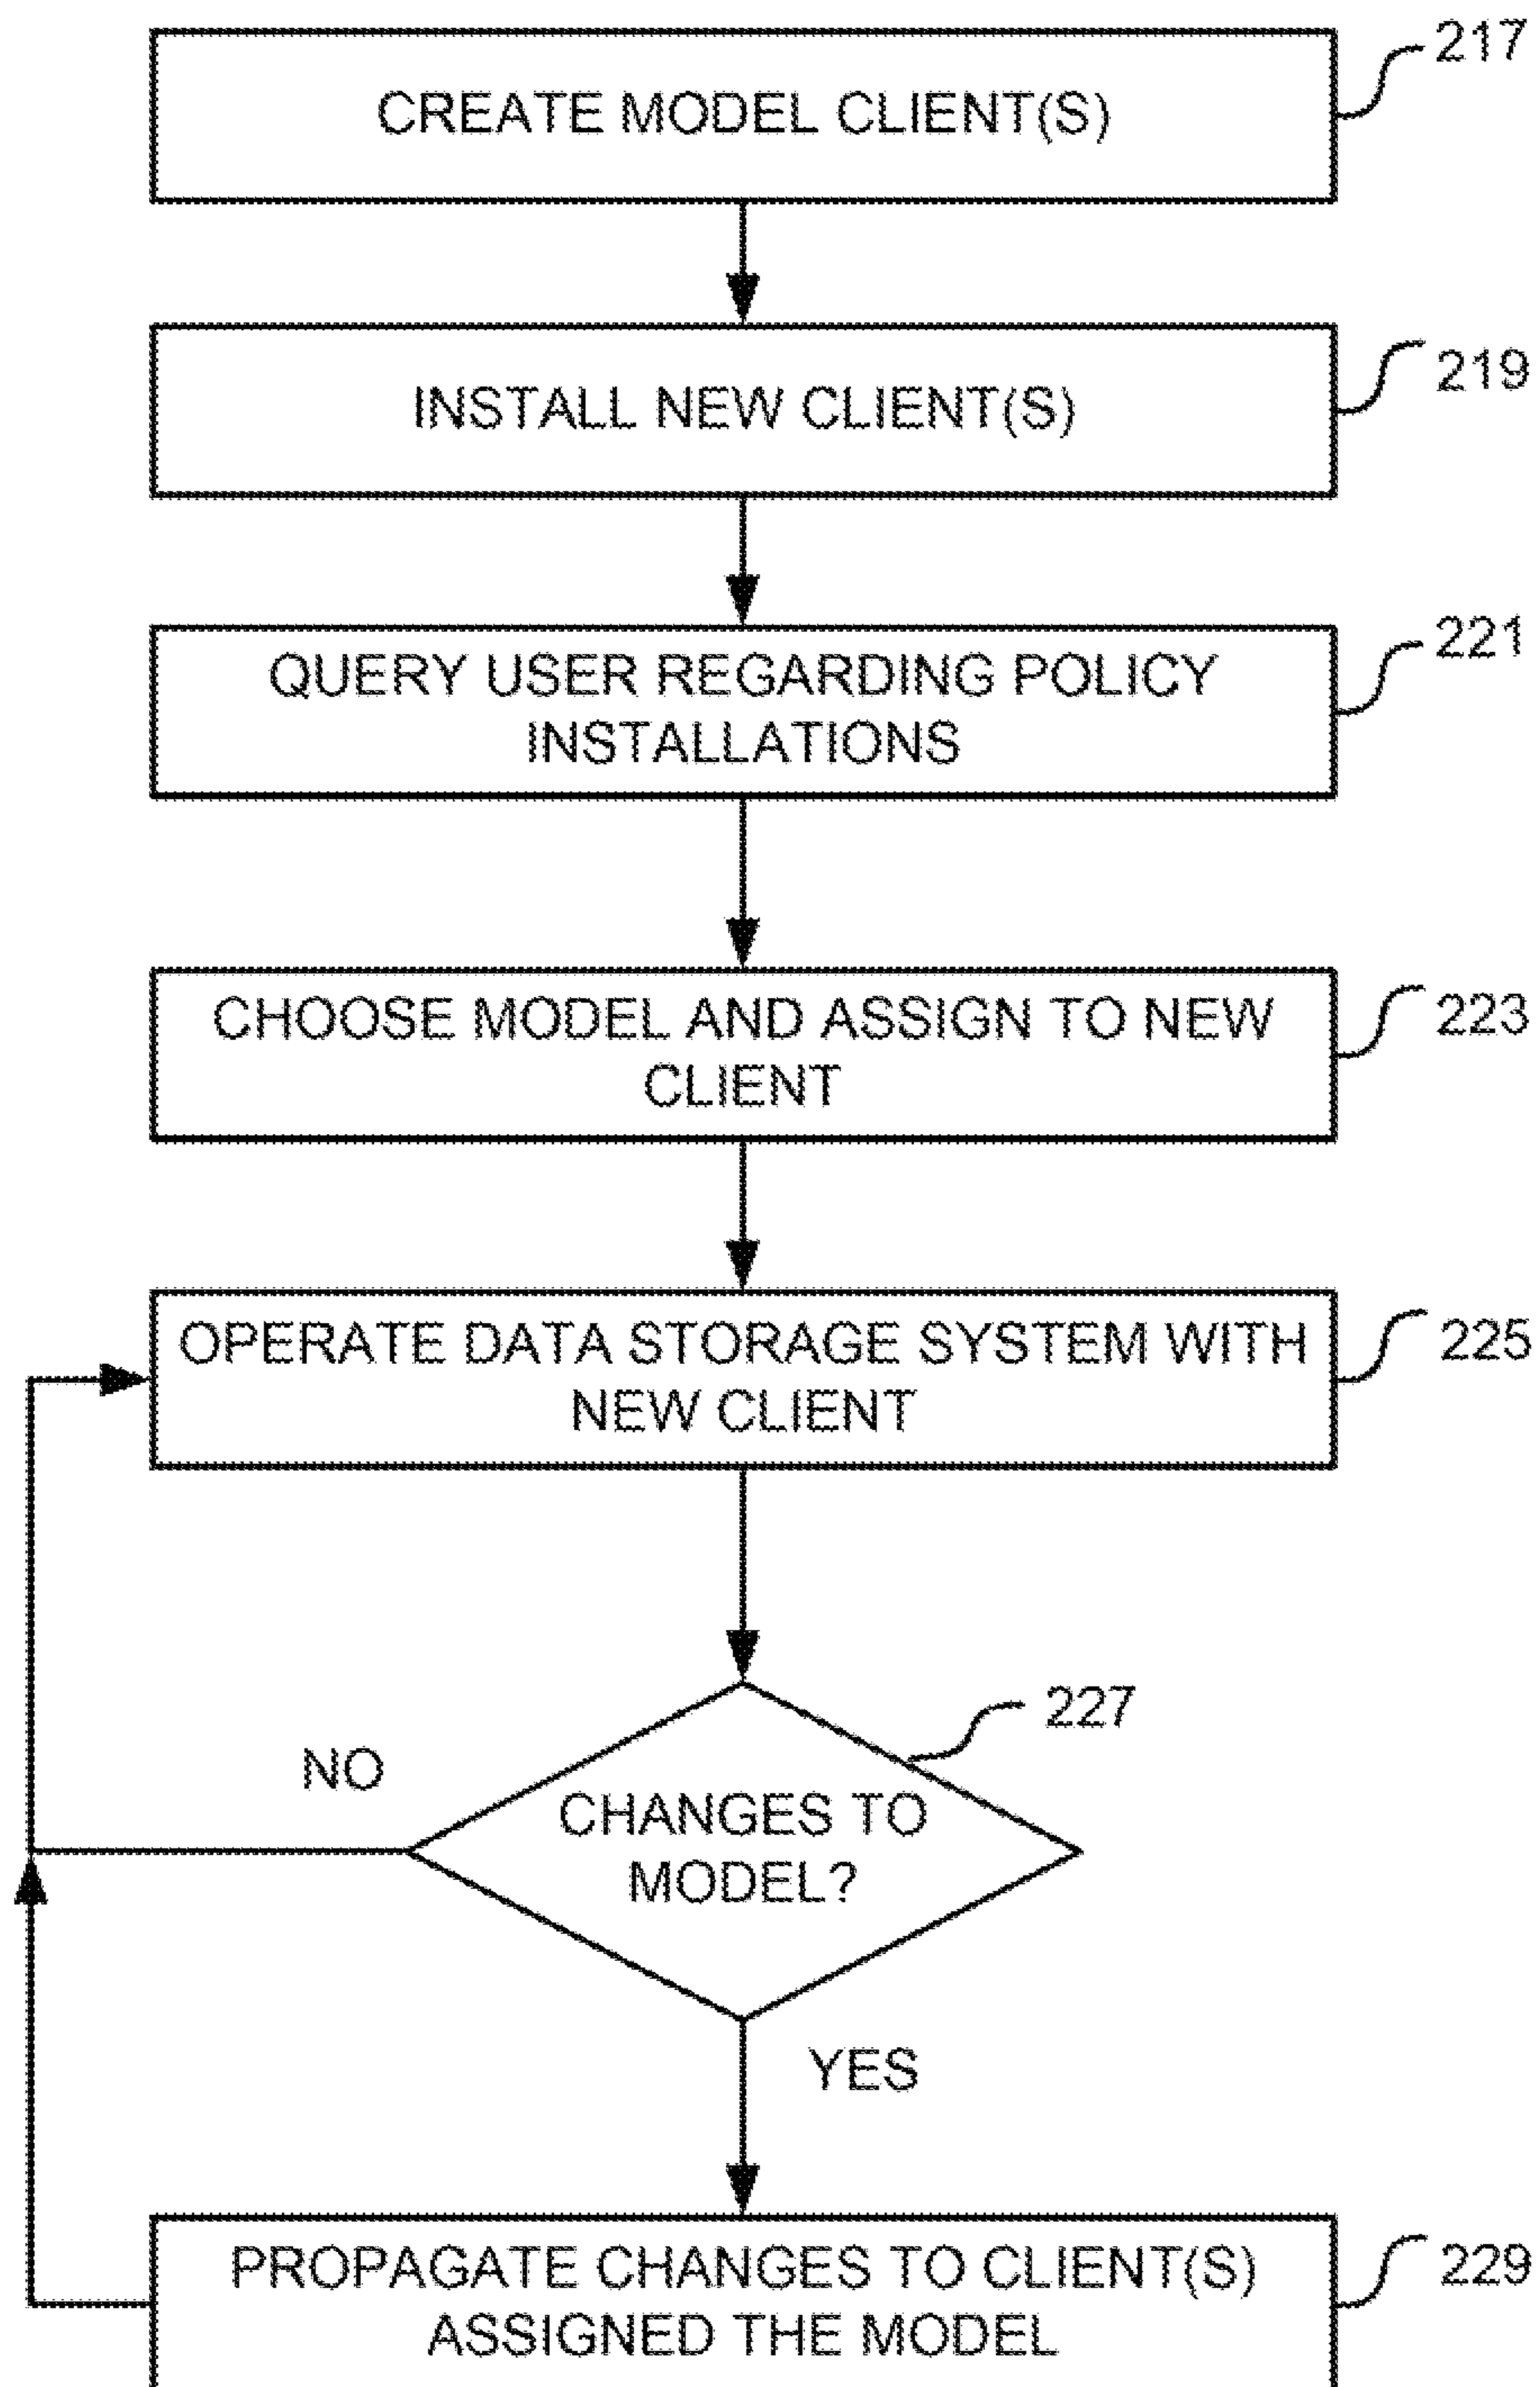 217
CREATE MODEL CLIENT(S)
219
INSTALL NEW CLIENT(S)
221
QUERY USER REGARDING POLICY
INSTALLATIONS
223
CHOOSE MODEL AND ASSIGN TO NEW
CLIENT
225
OPERATE DATA STORAGE SYSTEM WITH
NEW CLIENT
227
NO
CHANGES TO
MODEL?
YES
229
PROPAGATE CHANGES TO CLIENT(S)
ASSIGNED THE MODEL